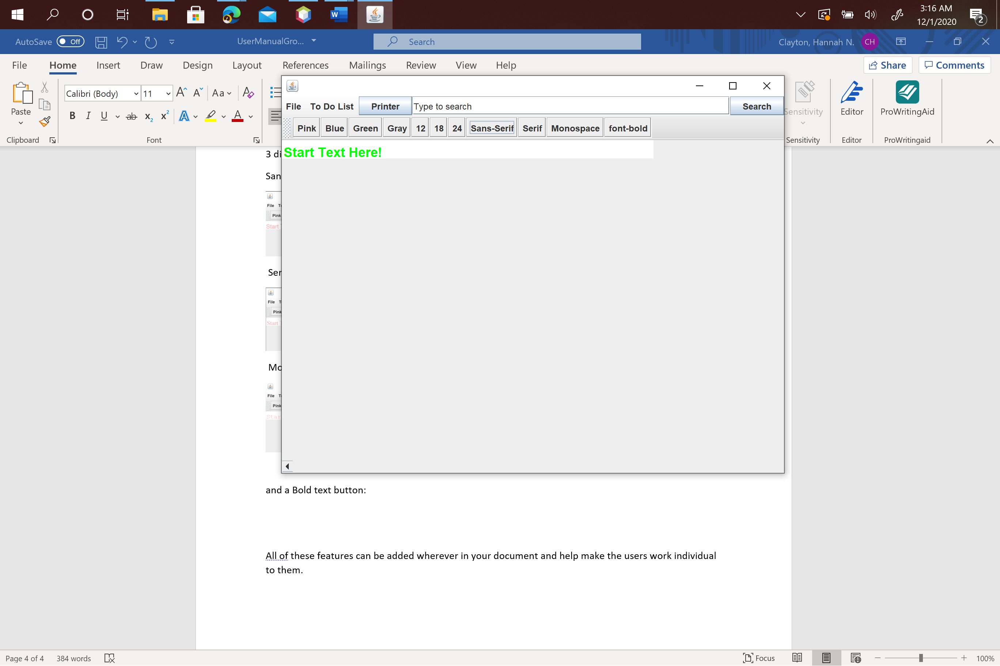 3:16 AM
12/1/2020
2
W
AutoSave Off UserManualGro... Search Clayton, Hannah N. CH
File Home Insert Draw Design Layout References Mailings Review View Help Share Comments
Paste
Clipboard
Calibri (Body) 11 A A Aa A
B I U ab x2 x2 A A
Font
Sensitivity
Sensitivity
Editor
Editor
ProWritingAid
ProWritingaid
File To Do List Printer Type to search Search
Pink Blue Green Gray 12 18 24 Sans-Serif Serif Monospace font-bold
Start Text Here!
3 di
San
File T
Pink
Start
Ser
File T
Pink
Start
Mo
File T
Pink
Star
and a Bold text button:
All of these features can be added wherever in your document and help make the users work individual
to them.
Page 4 of 4 384 words Focus 100%